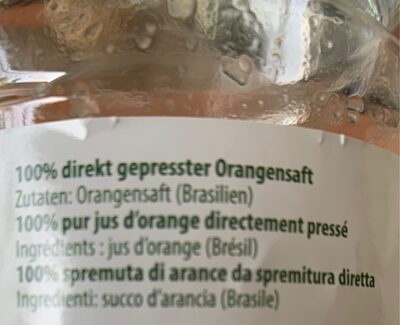 100% direkt gepresster Orangensaft
Zutaten: Orangensaft (Brasilien)
100% pur jus d'orange directement pressé
Ingrédients : jus d'orange (Brésil)
100% spremuta di arance da spremitura diretta
Ingredienti: succo d'arancia (Brasile)